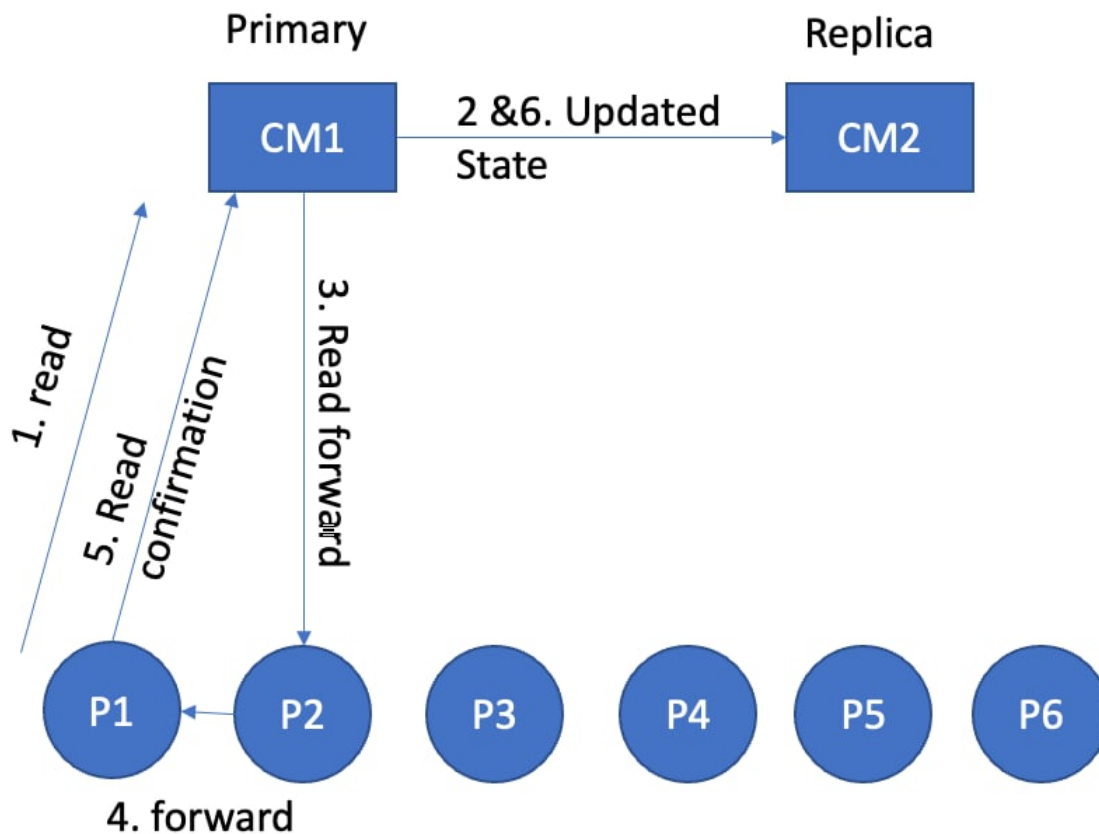 Primary
Replica
CM1
2 &6. Updated
State
CM2
1. read
5. Read
confirmation
3. Read forward
P1
P2
P3
P4
P5
P6
4. forward